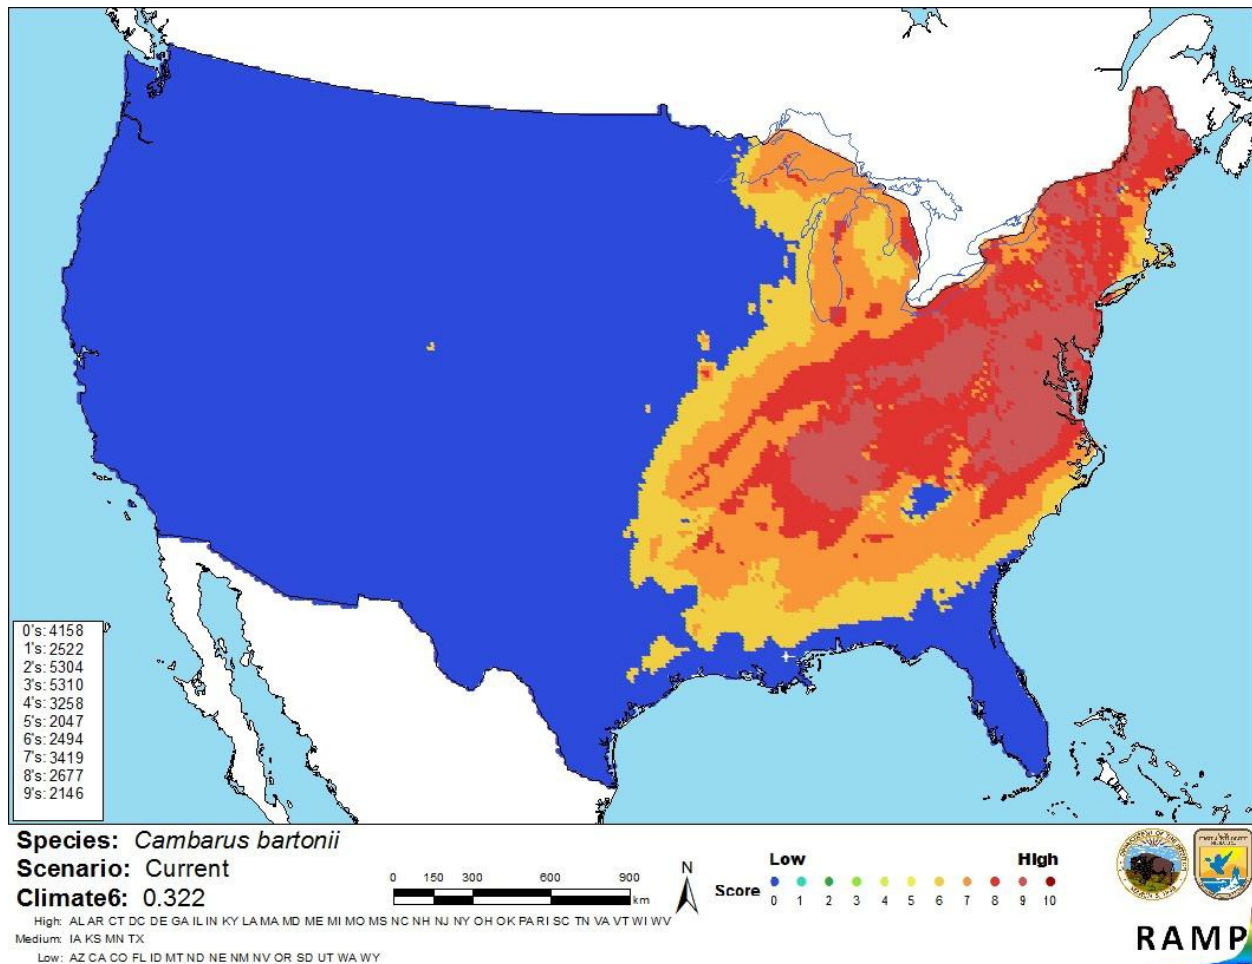 0's: 4158
1's: 2522
2's: 5304
3's: 5310
4's: 3258
5's: 2047
6's: 2494
7's: 3419
8's: 2677
9's: 2146
Species: Cambarus bartonii
Scenario: Current
Climate6: 0.322
High: AL AR CT DC DE GA IL IN KY LA MA MD ME MI MO MS NC NH NJ NY OH OK PA RI SC TN VA VT WI WV
Medium: IA KS MN TX
Low: AZ CA CO FL ID MT ND NE NM NV OR SD UT WA WY
0 150 300 600 900
km
N
Low High
Score 0 1 2 3 4 5 6 7 8 9 10
RAMP